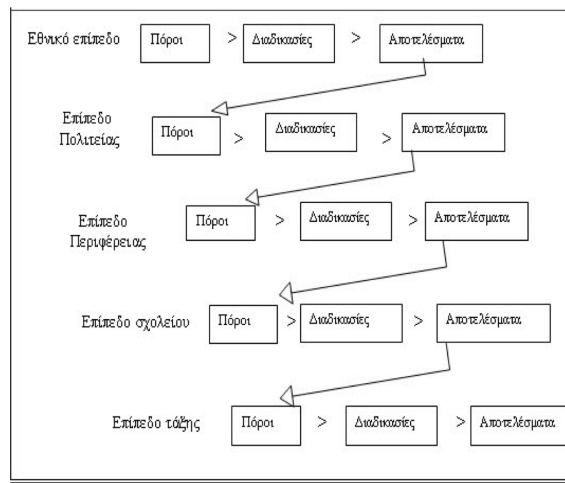 Εθνικό επίπεδο Πόροι > Διαδικασίες > Αποτελέσματα
Επίπεδο
Πολιτείας Πόροι > Διαδικασίες > Αποτελέσματα
Επίπεδο
Περιφέρειας Πόροι > Διαδικασίες > Αποτελέσματα
Επίπεδο σχολείου Πόροι > Διαδικασίες > Αποτελέσματα
Επίπεδο τάξης Πόροι > Διαδικασίες > Αποτελέσματα